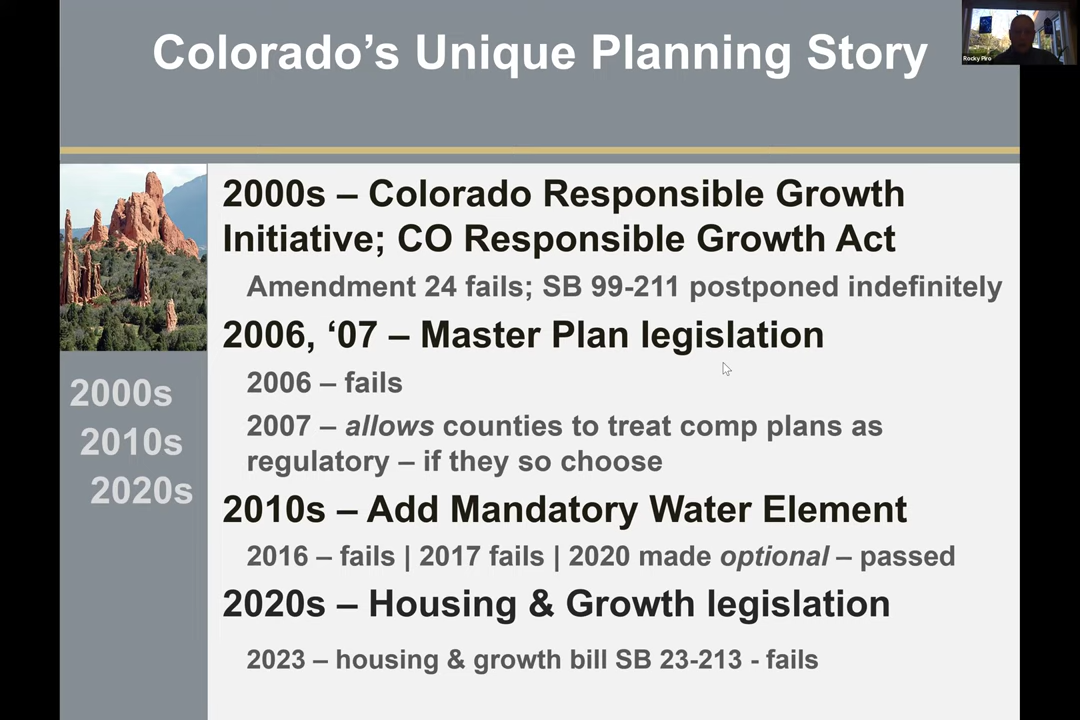 Colorado’s Unique Planning Story
Rocky Piro
2000s – Colorado Responsible Growth
Initiative; CO Responsible Growth Act
Amendment 24 fails; SB 99-211 postponed indefinitely
2006, ‘07 – Master Plan legislation
2006 – fails
2007 – allows counties to treat comp plans as
regulatory – if they so choose
2010s – Add Mandatory Water Element
2016 – fails | 2017 fails | 2020 made optional – passed
2020s – Housing & Growth legislation
2023 – housing & growth bill SB 23-213 - fails
2000s
2010s
2020s